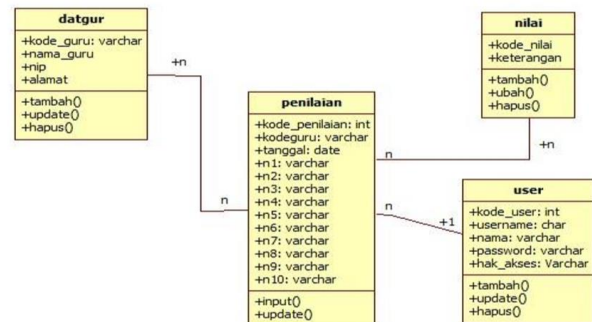 datgur
+kode_guru: varchar
+nama_guru
+nip
+alamat
+tambah()
+update()
+hapus()
+n
n
penilaian
+kode_penilaian: int
+kodeguru: varchar
+tanggal: date
+n1: varchar
+n2: varchar
+n3: varchar
+n4: varchar
+n5: varchar
+n6: varchar
+n7: varchar
+n8: varchar
+n9: varchar
+n10: varchar
+input()
+update()
nilai
+kode_nilai
+keterangan
+tambah()
+ubah()
+hapus()
+n
n
n
+1
user
+kode_user: int
+username: char
+nama: varchar
+password: varchar
+hak_akses: Varchar
+tambah()
+update()
+hapus()